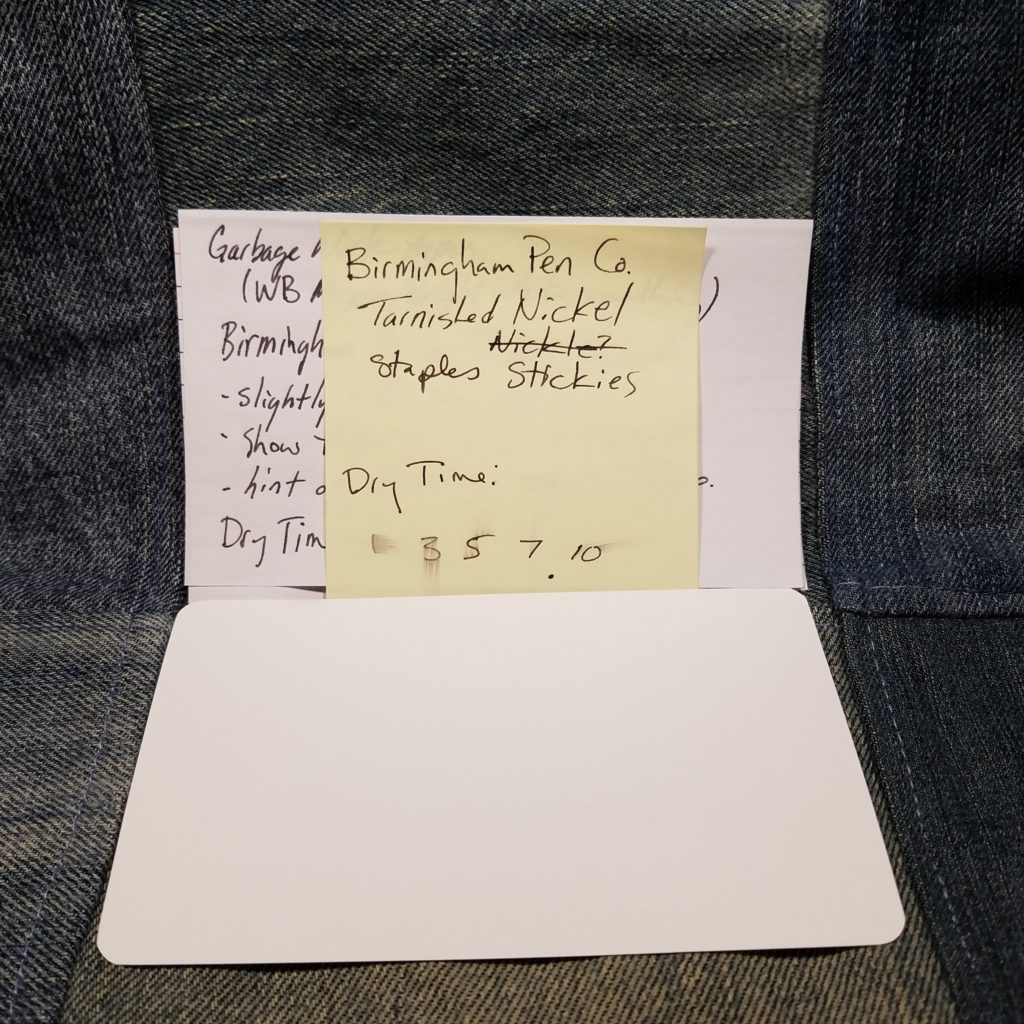 Garbage
(WB
Birmingh
- slightly
- Show
- hint
Dry Tim
Birmingham Pen Co.
Tarnished Nickel
Nickle?
Staples Stickies
Dry Time:
3 5 7 10